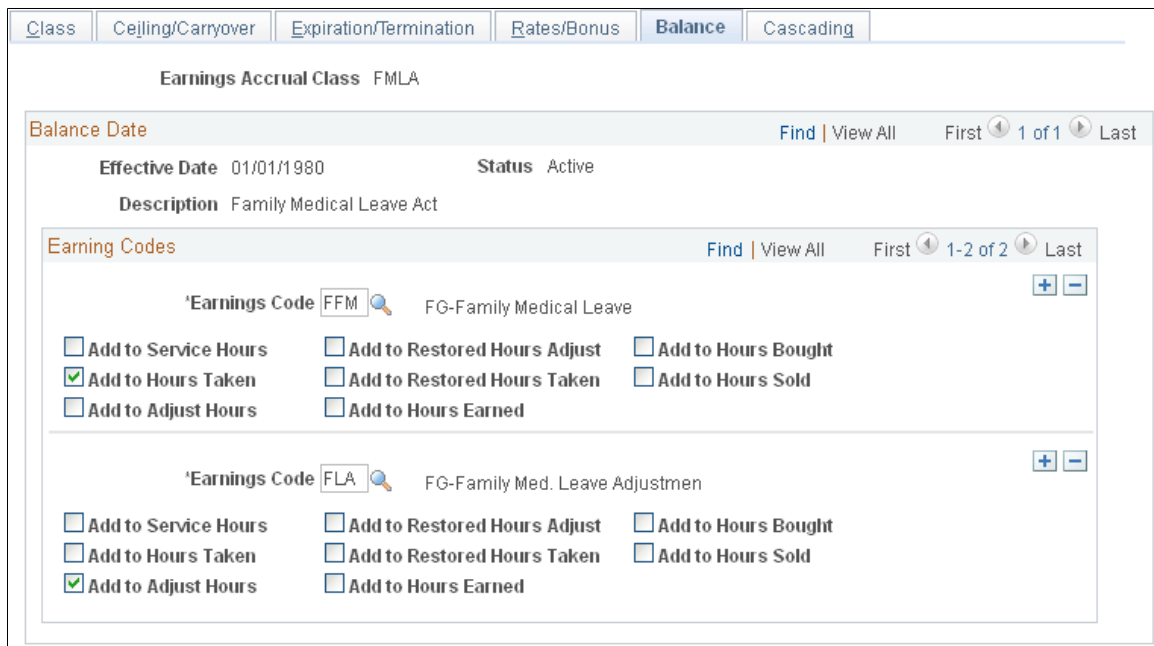 Class Ceiling/Carryover Expiration/Termination Rates/Bonus Balance Cascading
Earnings Accrual Class FMLA
Balance Date Find | View All First 1 of 1 Last
Effective Date 01/01/1980 Status Active
Description Family Medical Leave Act
Earning Codes Find | View All First 1-2 of 2 Last
*Earnings Code FFM FG-Family Medical Leave
Add to Service Hours Add to Restored Hours Adjust Add to Hours Bought
Add to Hours Taken Add to Restored Hours Taken Add to Hours Sold
Add to Adjust Hours Add to Hours Earned
*Earnings Code FLA FG-Family Med. Leave Adjustmen
Add to Service Hours Add to Restored Hours Adjust Add to Hours Bought
Add to Hours Taken Add to Restored Hours Taken Add to Hours Sold
Add to Adjust Hours Add to Hours Earned